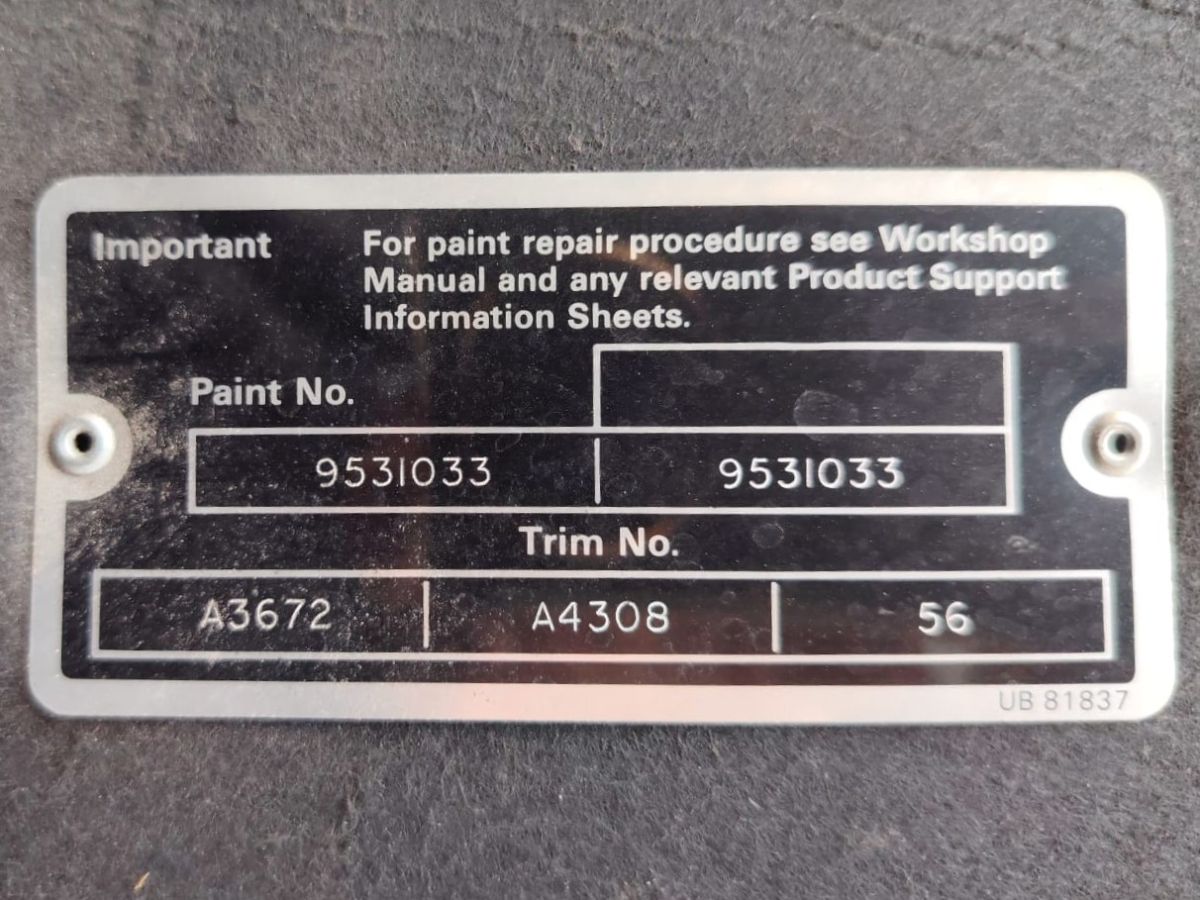 Important For paint repair procedure see Workshop
Manual and any relevant Product Support
Information Sheets.
Paint No.
9531033 9531033
Trim No.
A3672 A4308 56
UB 81837